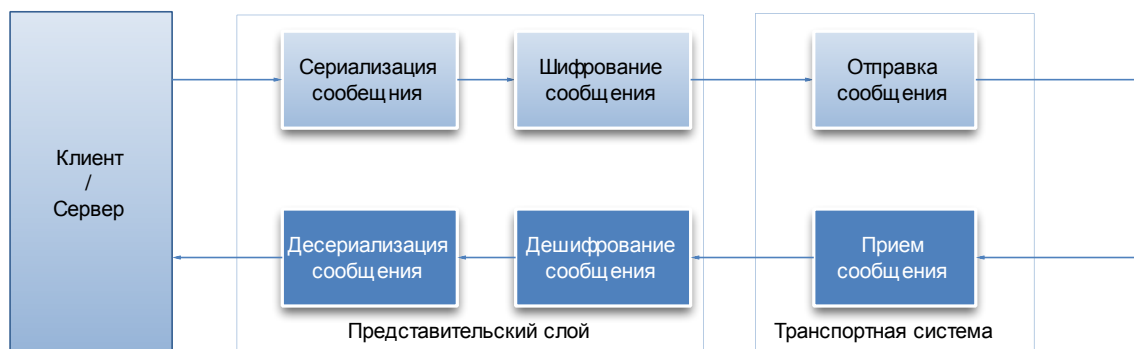 Клиент
/
Сервер
Сериализация
сообещния
Шифрование
сообщения
Отправка
сообщения
Десериализация
сообщения
Дешифрование
сообщения
Прием
сообщения
Представительский слой
Транспортная система